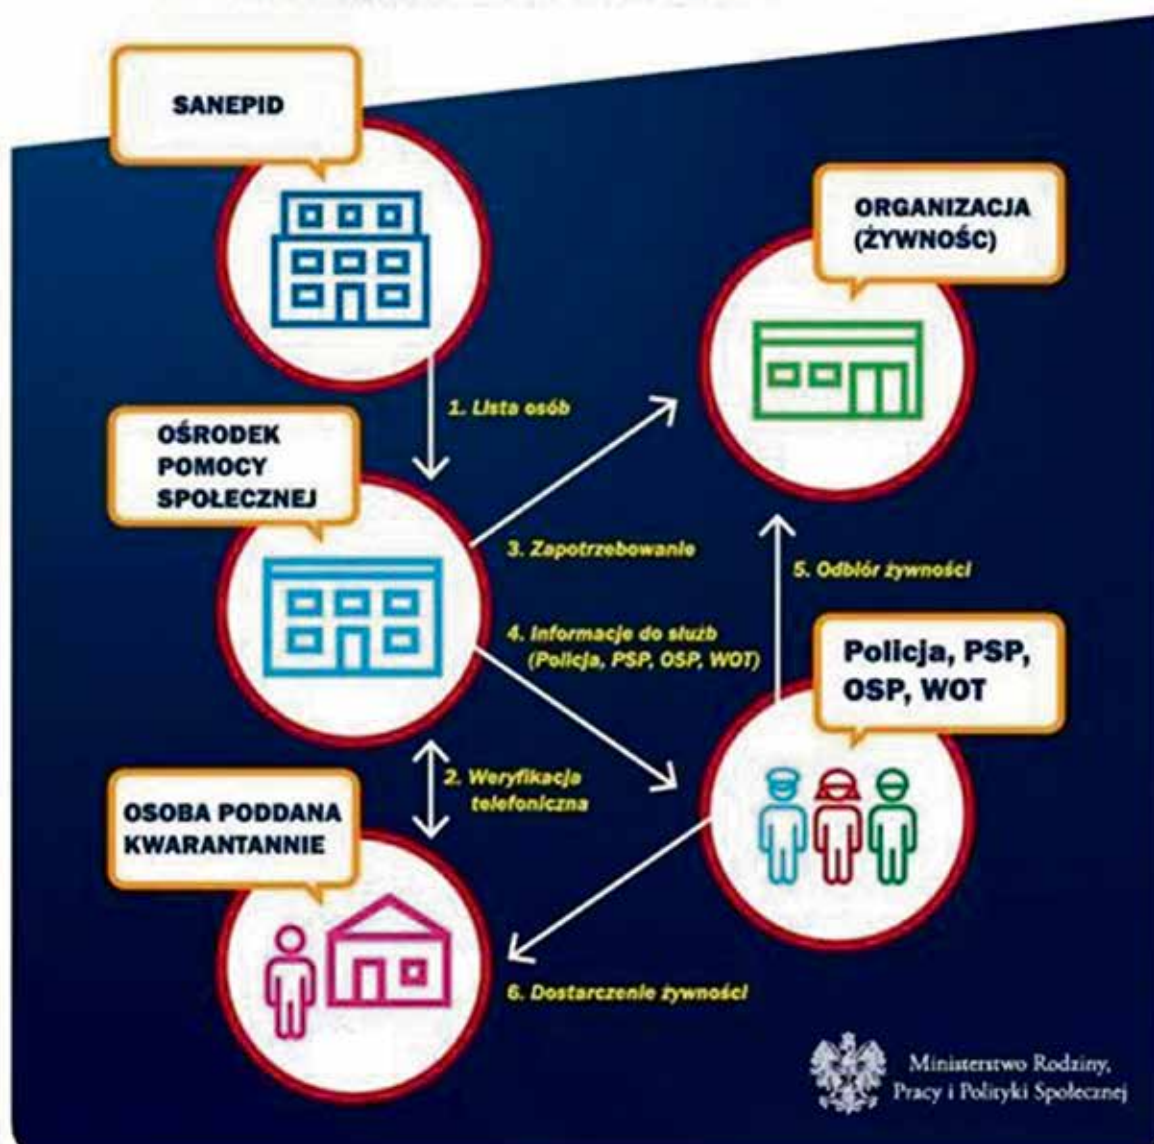 SANEPID
ORGANIZACJA
(ŻYWNOŚC)
1. Lista osób
OŚRODEK
POMOCY
SPOŁECZNEJ
3. Zapotrzebowanie
5. Odbiór żywności
4. Informacje do służb
(Policja, PSP, OSP, WOT)
Policja, PSP,
OSP, WOT
2. Weryfikacja
telefoniczna
OSOBA PODDANA
KWARANTANNIE
6. Dostarczenie żywności
Ministerstwo Rodziny,
Pracy i Polityki Społecznej